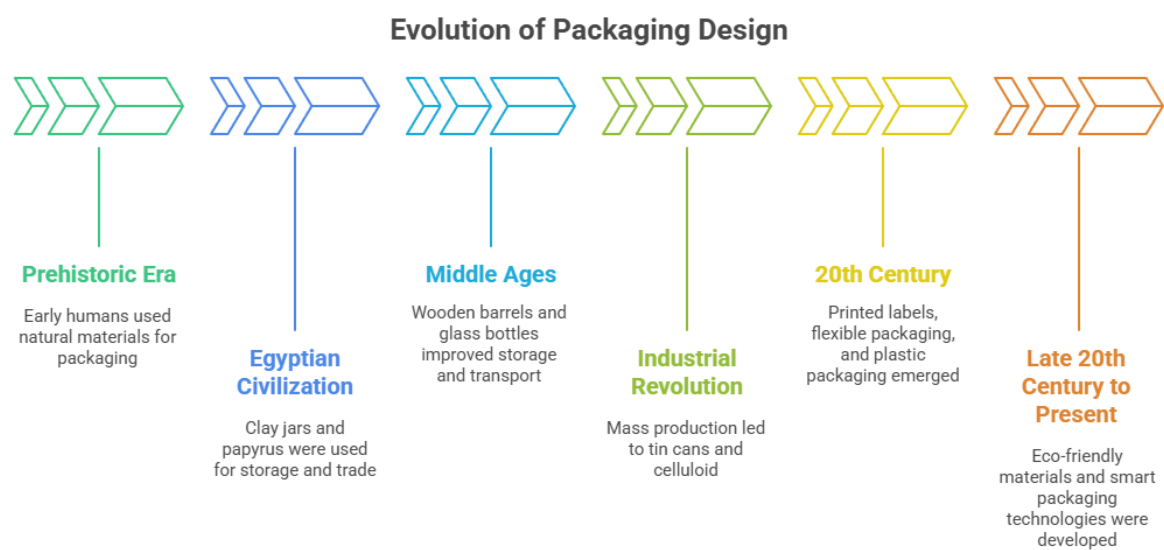 Evolution of Packaging Design
Prehistoric Era
Early humans used
natural materials for
packaging
Egyptian
Civilization
Clay jars and
papyrus were used
for storage and trade
Middle Ages
Wooden barrels and
glass bottles
improved storage
and transport
Industrial
Revolution
Mass production led
to tin cans and
celluloid
20th Century
Printed labels,
flexible packaging,
and plastic
packaging emerged
Late 20th
Century to
Present
Eco-friendly
materials and smart
packaging
technologies were
developed